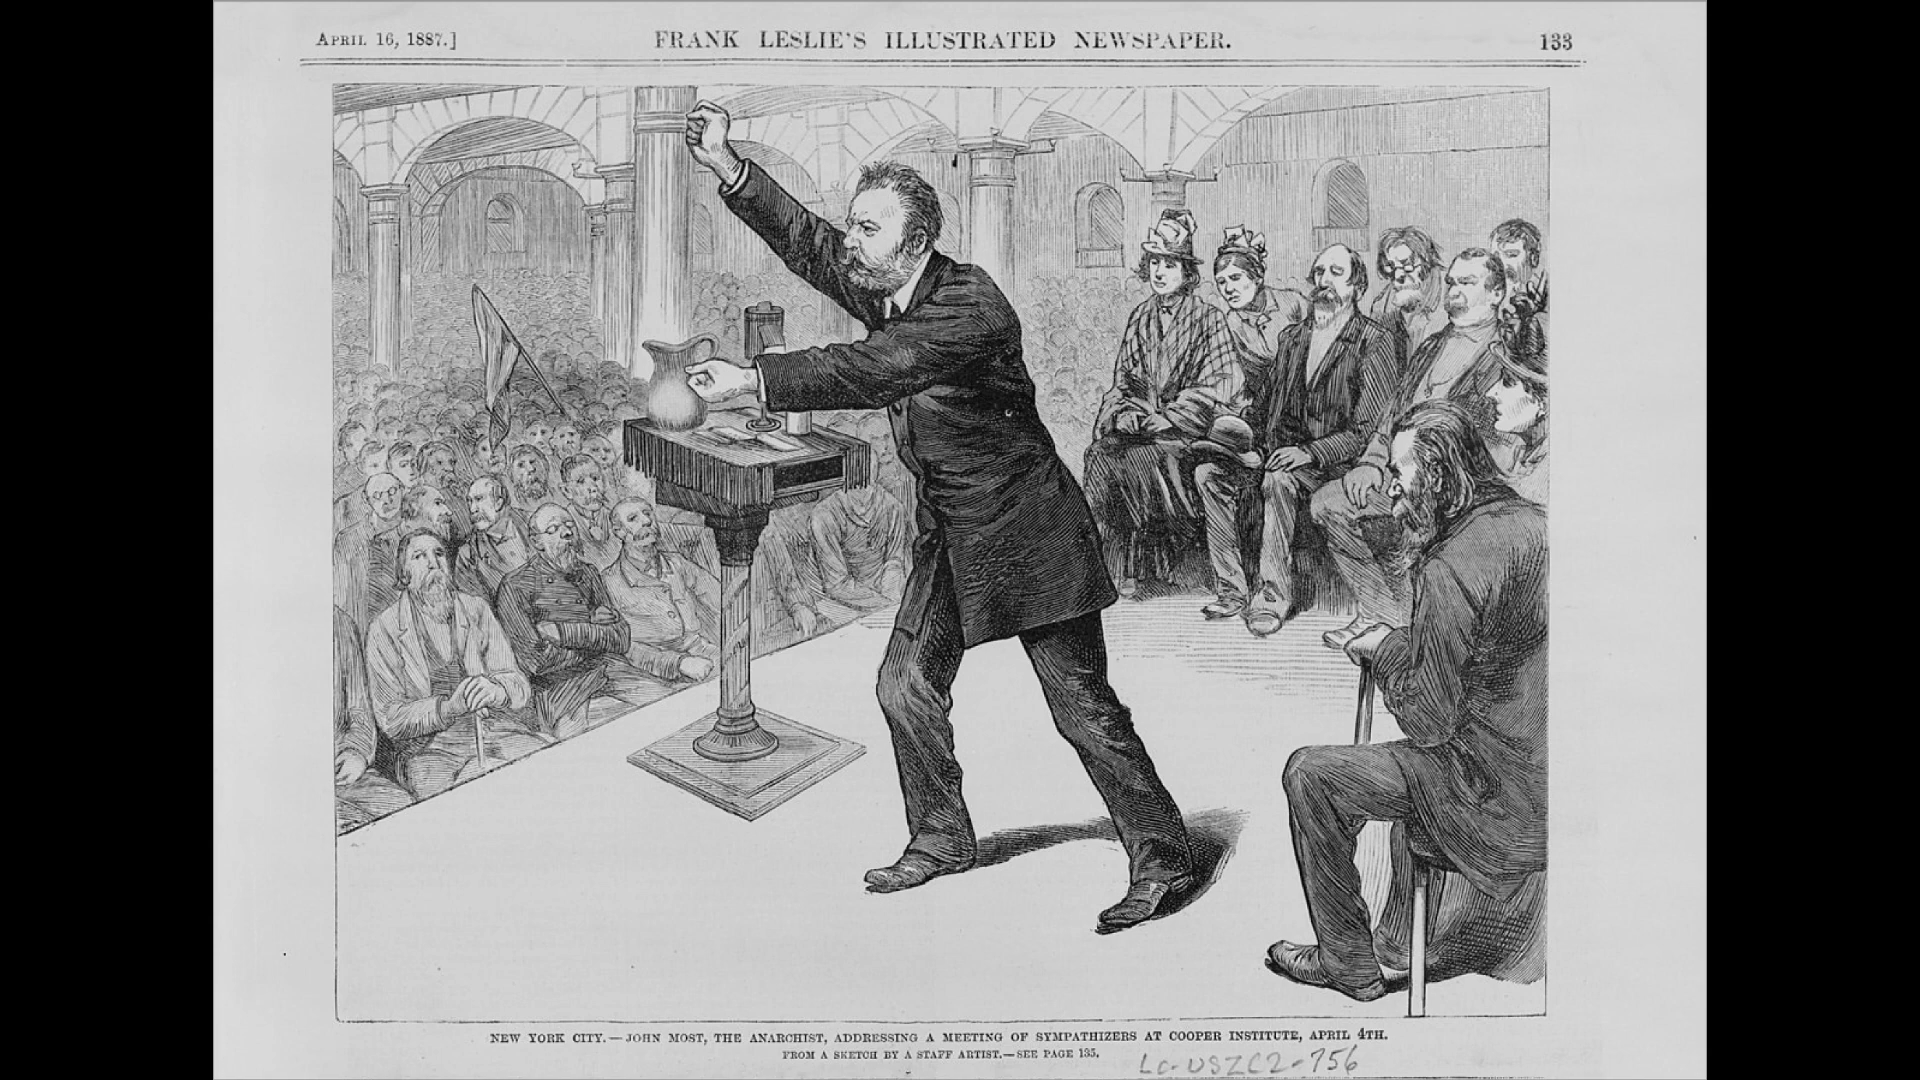 APRIL 16, 1887.]
FRANK LESLIE'S ILLUSTRATED NEWSPAPER.
133
NEW YORK CITY.—JOHN MOST, THE ANARCHIST, ADDRESSING A MEETING OF SYMPATHIZERS AT COOPER INSTITUTE, APRIL 4TH.
FROM A SKETCH BY A STAFF ARTIST.—SEE PAGE 135.
LC-USZC2-756